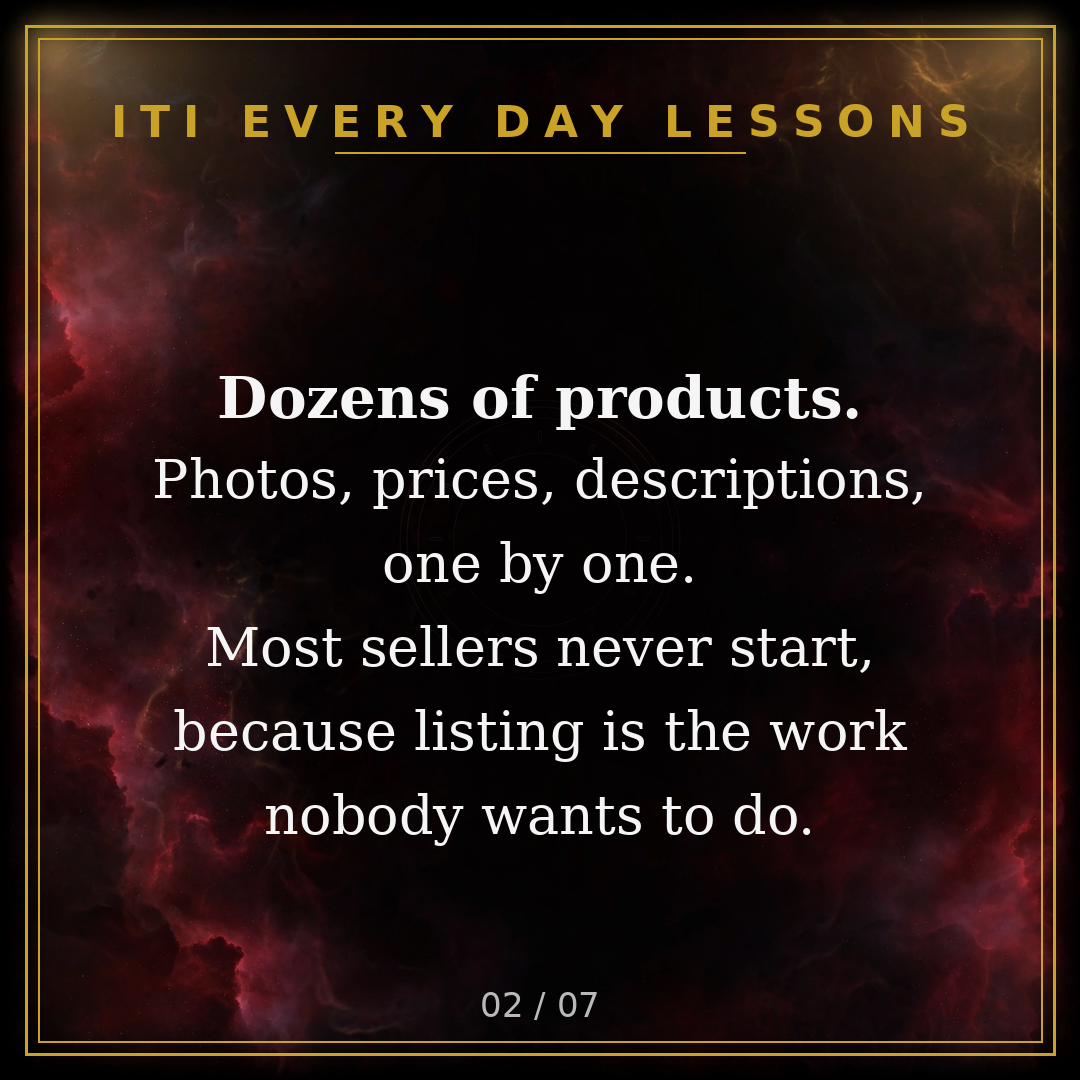 ITI EVERY DAY LESSONS
Dozens of products.
Photos, prices, descriptions,
one by one.
Most sellers never start,
because listing is the work
nobody wants to do.
02 / 07